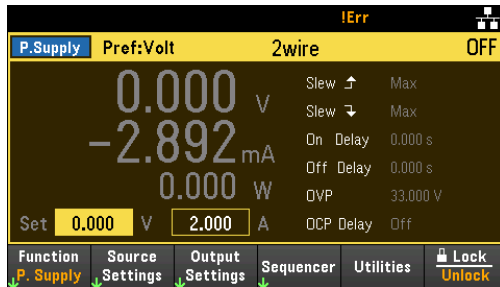 !Err
P.Supply Pref:Volt 2wire OFF
0.000 V
-2.892 mA
0.000 W
Set 0.000 V 2.000 A
Slew Max
Slew Max
On Delay 0.000 s
Off Delay 0.000 s
OVP 33.000 V
OCP Delay Off
Function
P. Supply
Source
Settings
Output
Settings
Sequencer
Utilities
Lock
Unlock